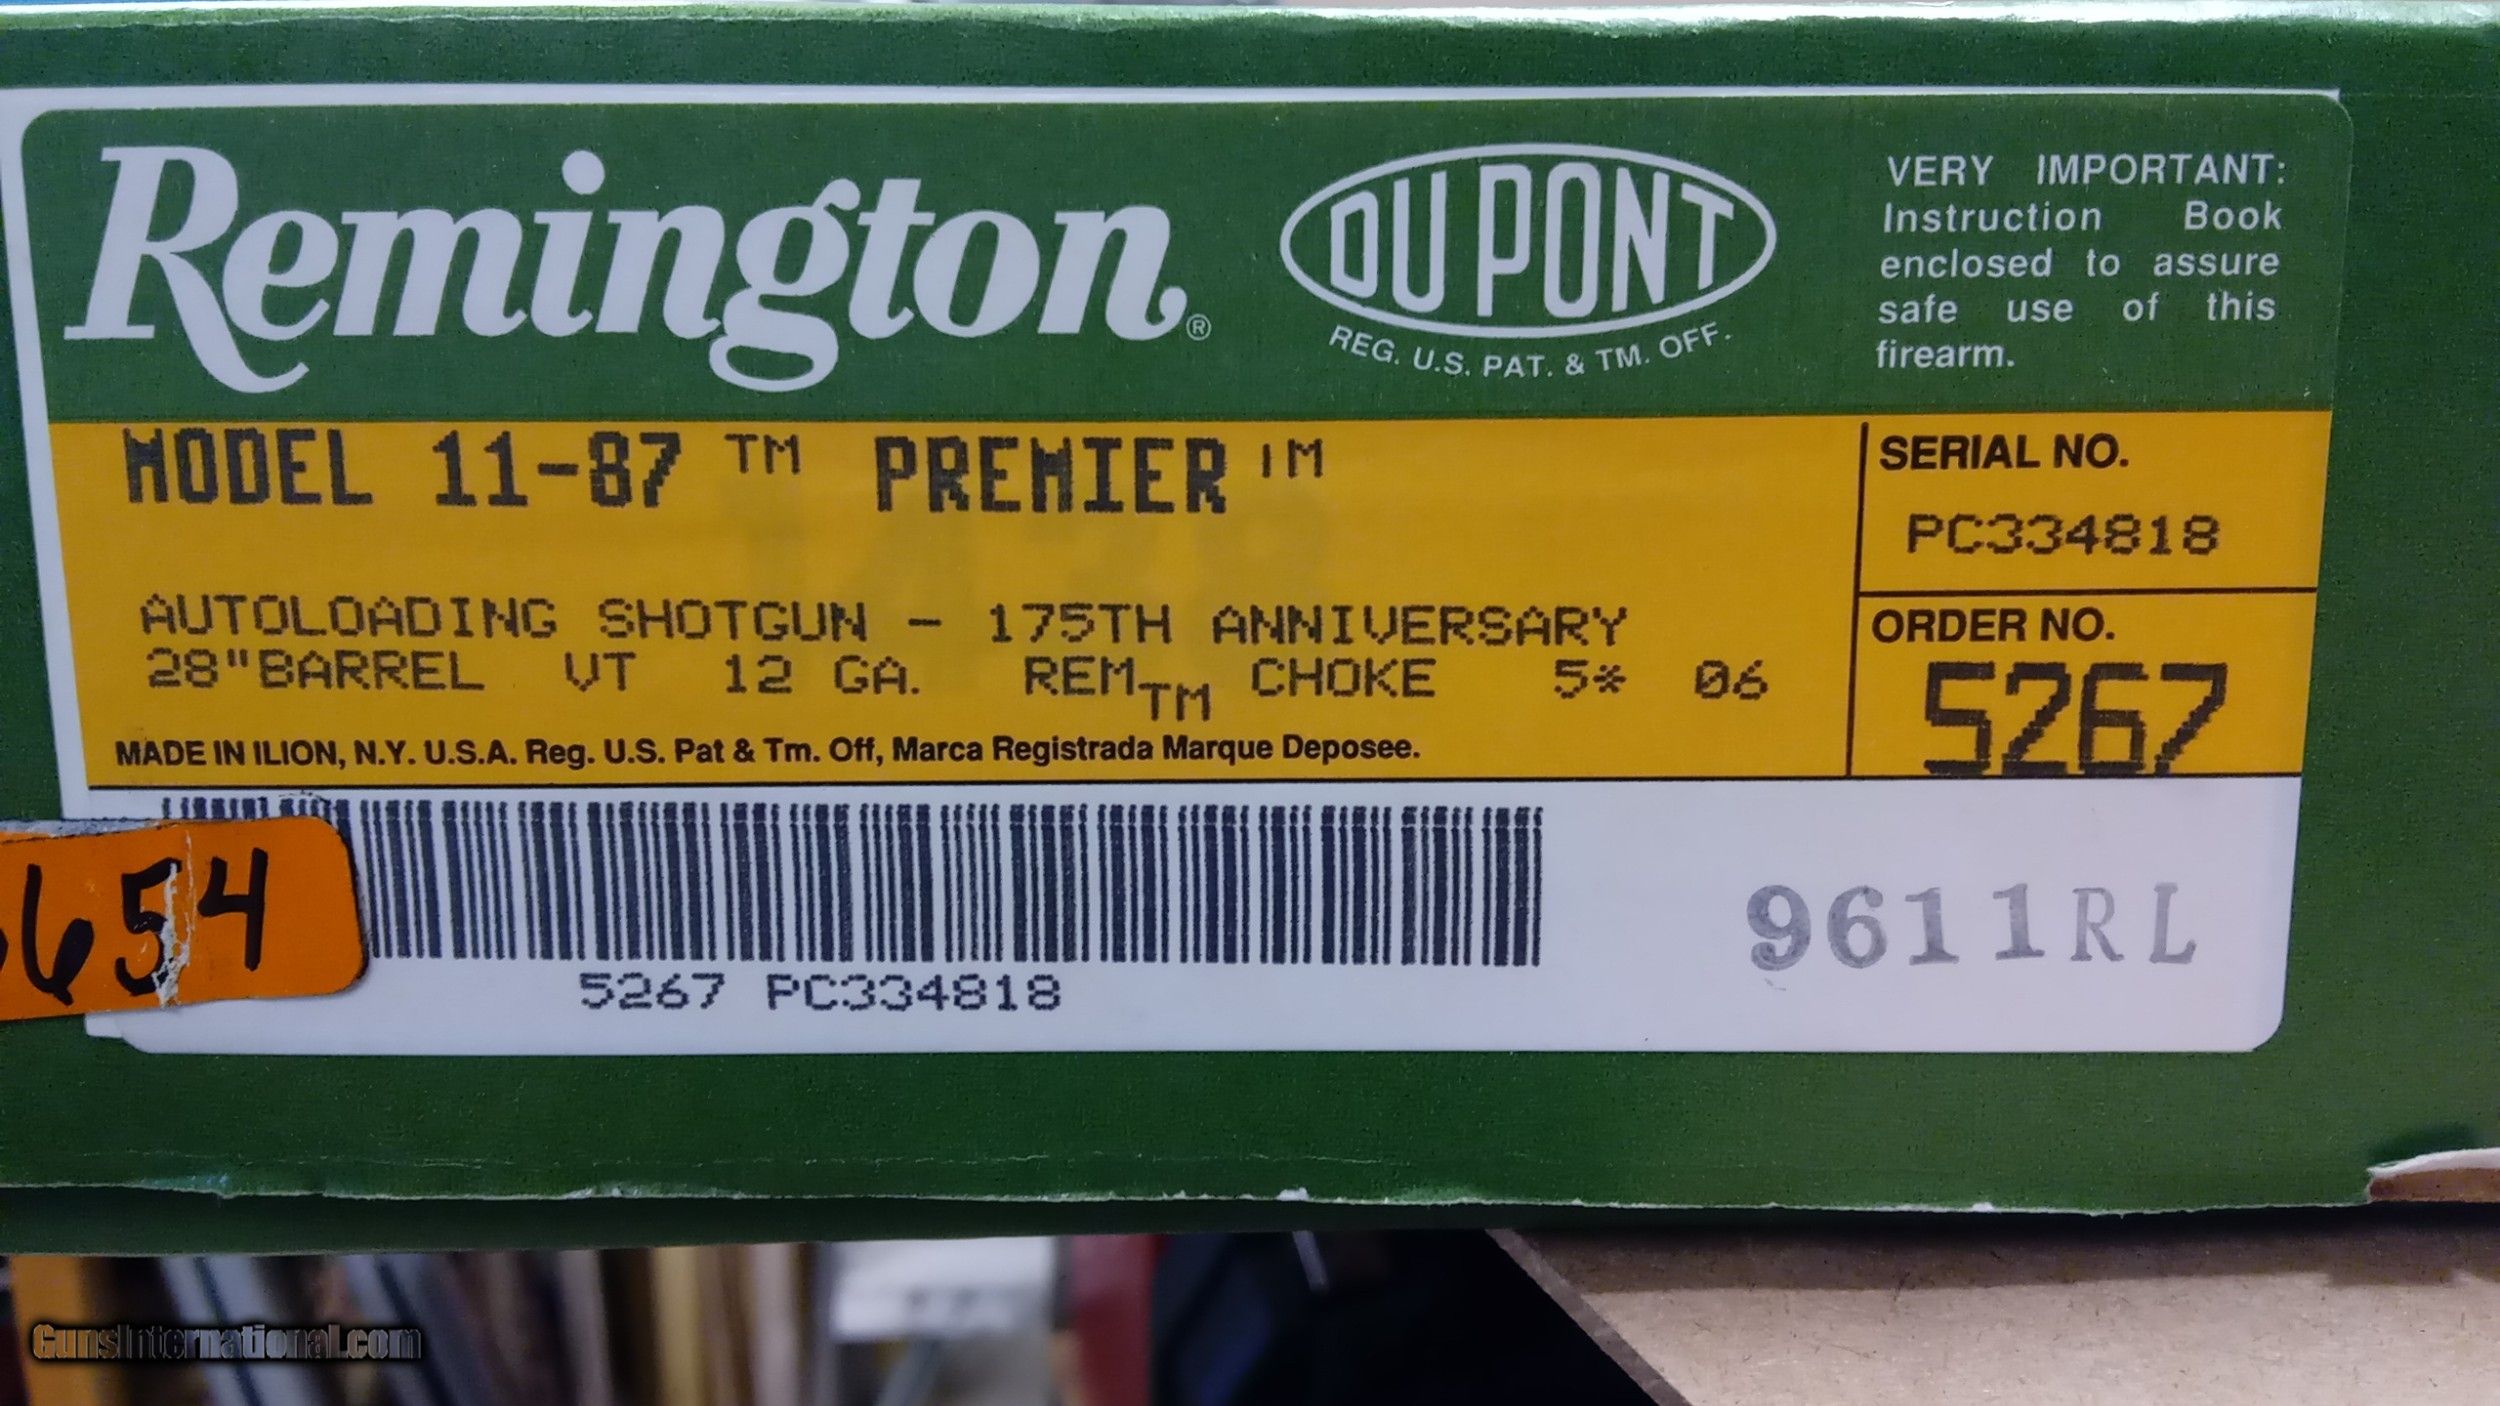 Remington®
DU PONT
REG. U.S. PAT. & TM. OFF.
VERY IMPORTANT:
Instruction Book
enclosed to assure
safe use of this
firearm.
MODEL 11-87 TM PREMIER TM
AUTOLOADING SHOTGUN - 175TH ANNIVERSARY
28"BARREL VT 12 GA. REMTM CHOKE 5* 06
MADE IN ILION, N.Y. U.S.A. Reg. U.S. Pat & Tm. Off, Marca Registrada Marque Deposee.
SERIAL NO.
PC334818
ORDER NO.
5267
654
5267 PC334818
9611RL
GunsInternational.com